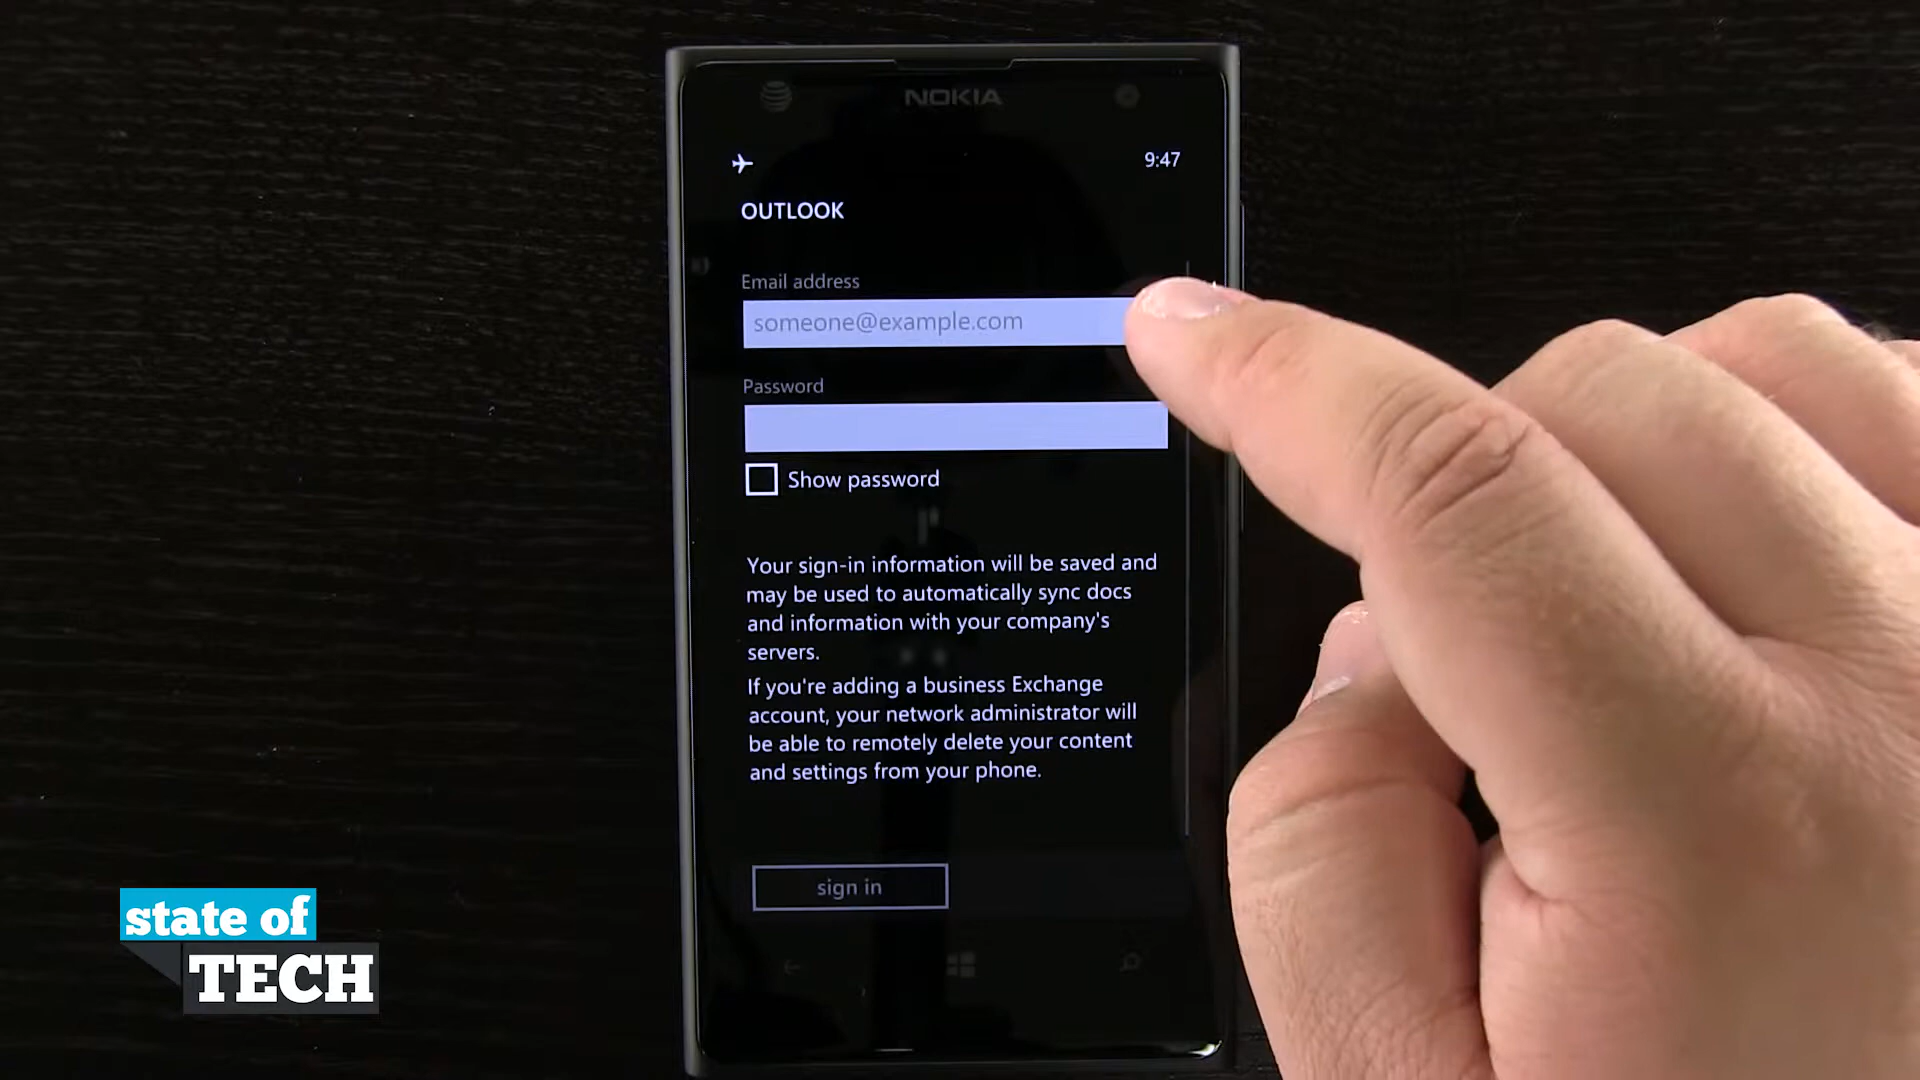 NOKIA
9:47
OUTLOOK
Email address
someone@example.com
Password
Show password
Your sign-in information will be saved and
may be used to automatically sync docs
and information with your company's
servers.
If you're adding a business Exchange
account, your network administrator will
be able to remotely delete your content
and settings from your phone.
sign in
state of
TECH